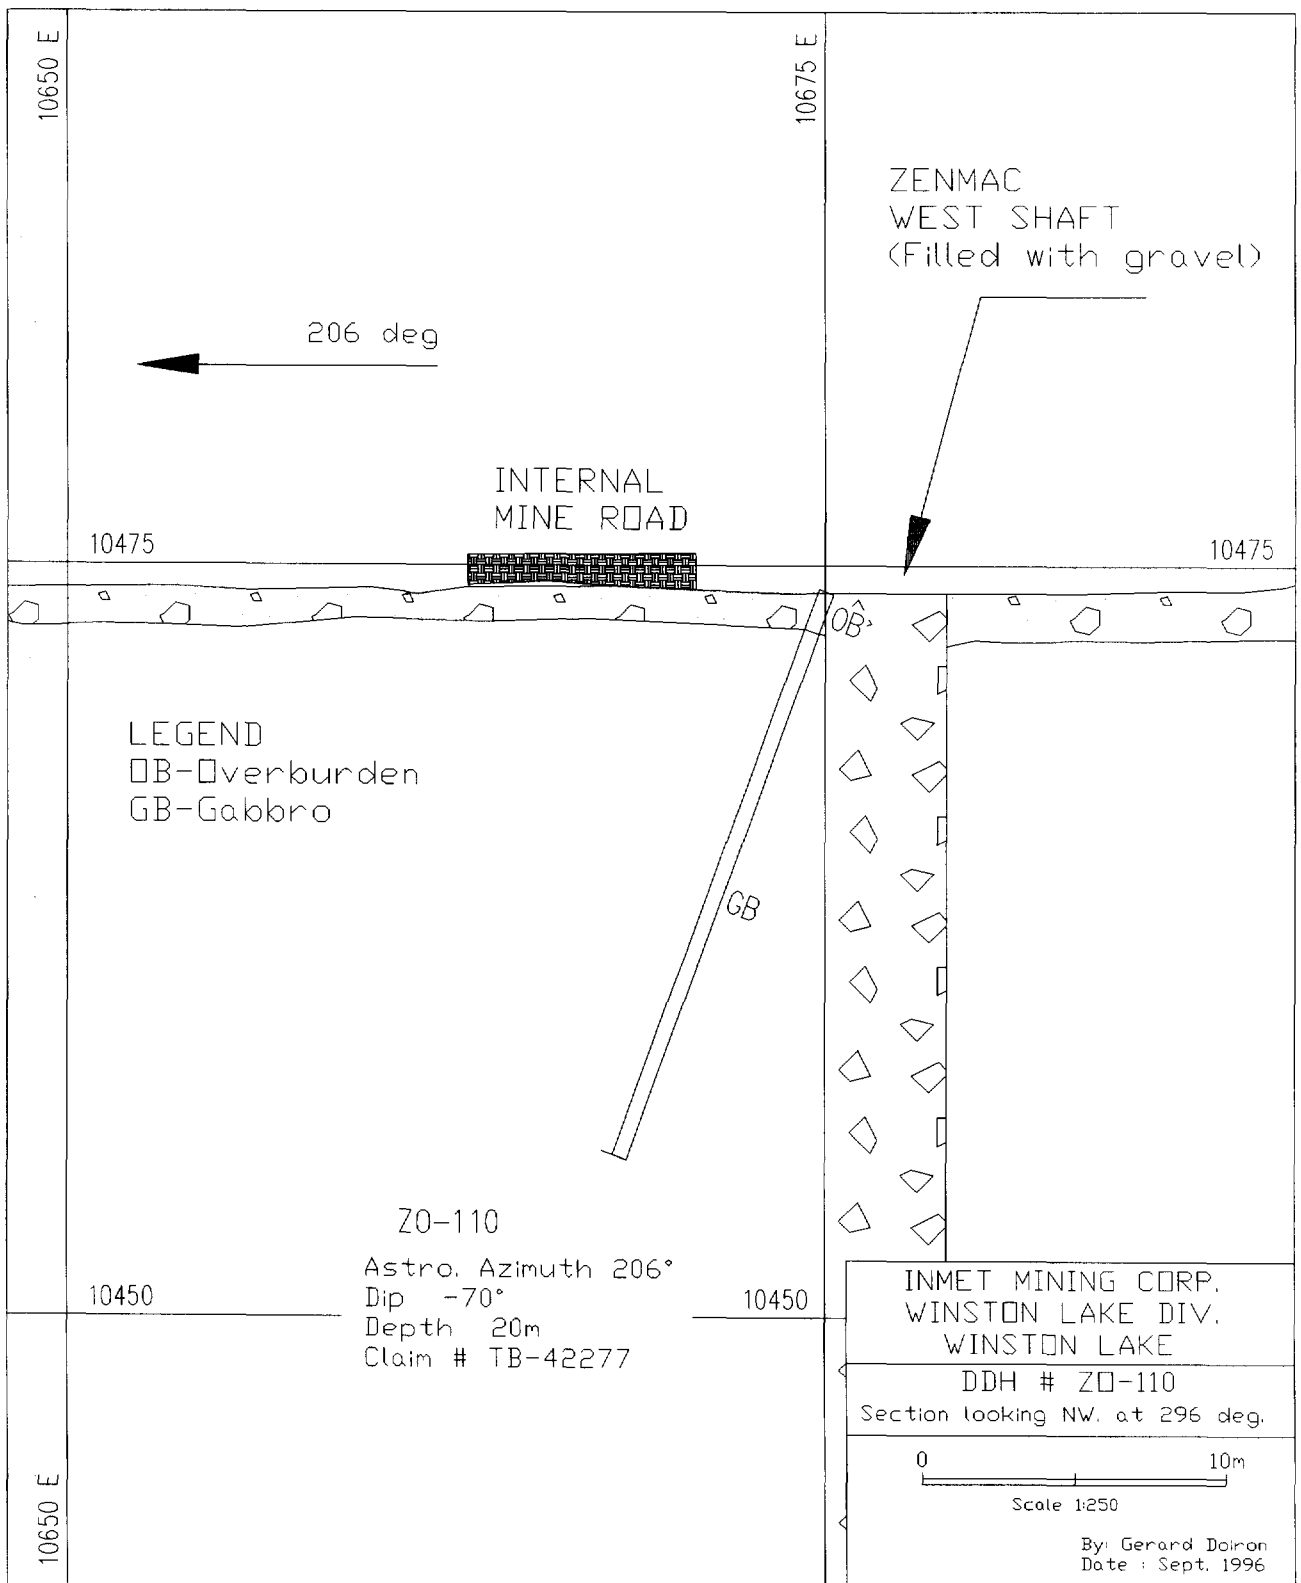 10650 E
10675 E
ZENMAC
WEST SHAFT
(Filled with gravel)
206 deg
INTERNAL
MINE ROAD
10475
10475
OB
LEGEND
OB-Overburden
GB-Gabbro
GB
ZO-110
Astro. Azimuth 206°
Dip -70°
Depth 20m
Claim # TB-42277
10450
10450
INMET MINING CORP.
WINSTON LAKE DIV.
WINSTON LAKE
DDH # ZO-110
Section looking NW. at 296 deg.
0 10m
Scale 1:250
By: Gerard Doiron
Date : Sept. 1996
10650 E